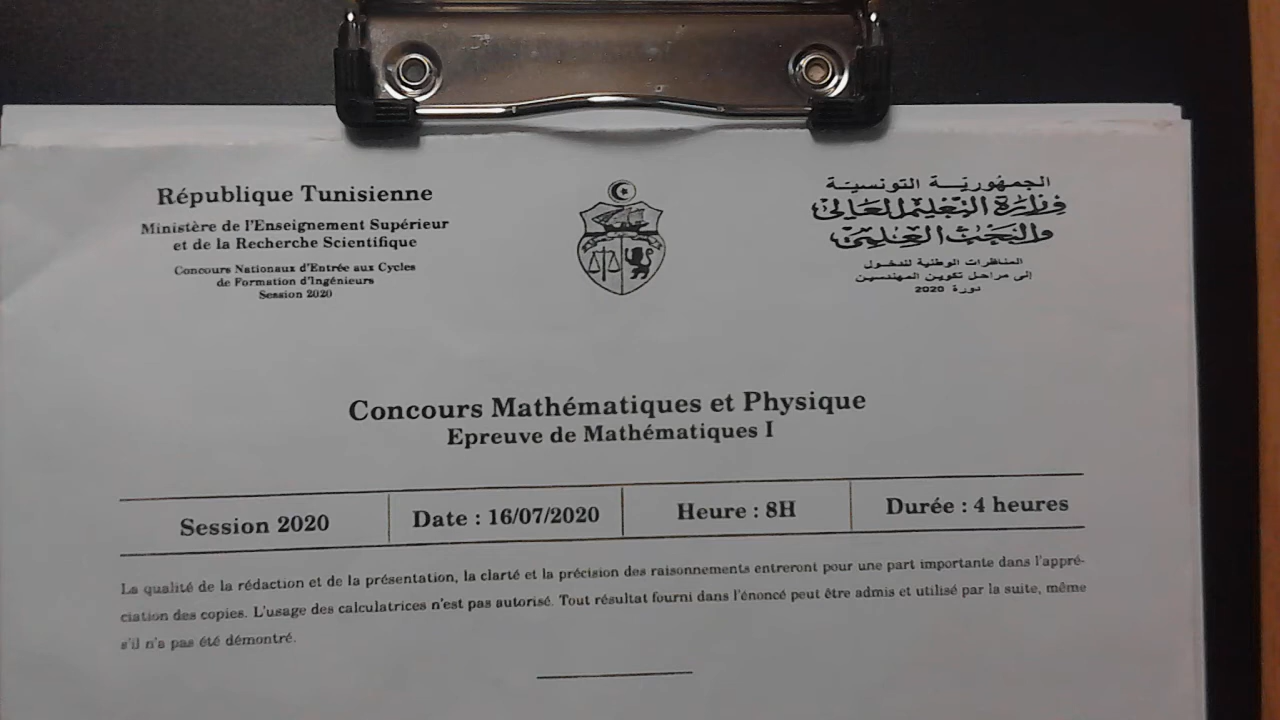 République Tunisienne
Ministère de l'Enseignement Supérieur
et de la Recherche Scientifique
Concours Nationaux d'Entrée aux Cycles
de Formation d'Ingénieurs
Session 2020
الجمهوريـــة التونسيــة
وزارة التعليم العالي
والبحث العلمي
المناظرات الوطنية للدخـــول
إلى مراحل تكوين المهندسين
دورة 2020
Concours Mathématiques et Physique
Epreuve de Mathématiques I
Session 2020 Date : 16/07/2020 Heure : 8H Durée : 4 heures
La qualité de la rédaction et de la présentation, la clarté et la précision des raisonnements entreront pour une part importante dans l'appré-
ciation des copies. L'usage des calculatrices n'est pas autorisé. Tout résultat fourni dans l'énoncé peut être admis et utilisé par la suite, même
s'il n'a pas été démontré.